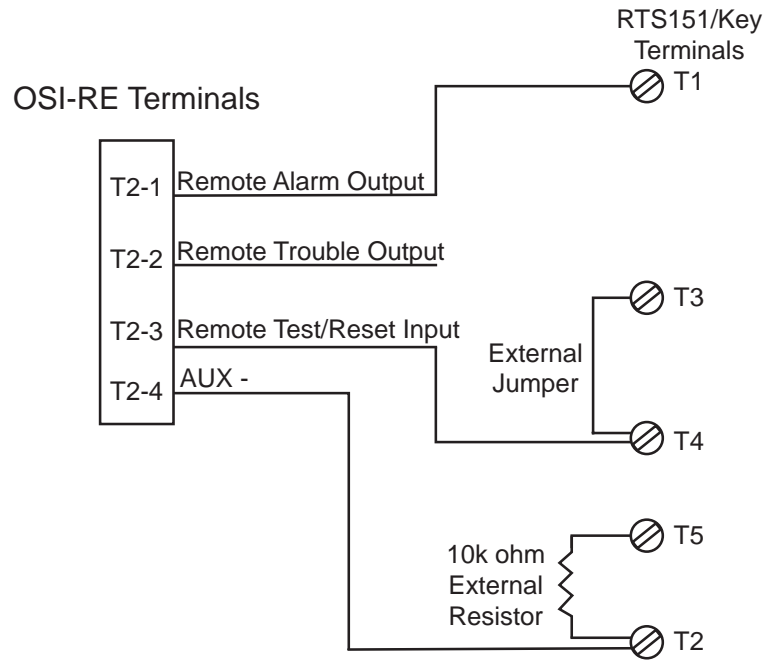 RTS151/Key
Terminals
T1
OSI-RE Terminals
T2-1
Remote Alarm Output
T2-2
Remote Trouble Output
T2-3
Remote Test/Reset Input
T2-4
AUX -
T3
External
Jumper
T4
T5
10k ohm
External
Resistor
T2